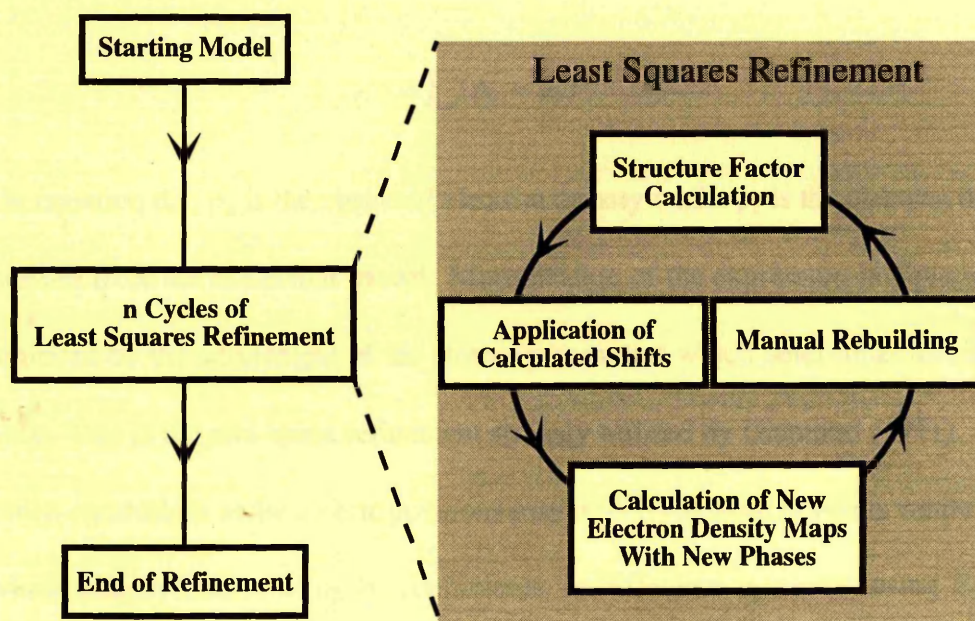 Starting Model
n Cycles of
Least Squares Refinement
End of Refinement
Least Squares Refinement
Structure Factor
Calculation
Application of
Calculated Shifts
Manual Rebuilding
Calculation of New
Electron Density Maps
With New Phases